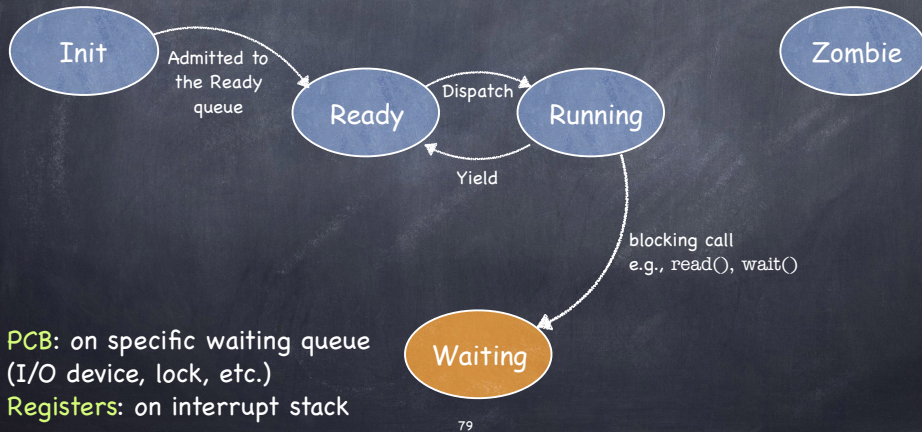 Init
Zombie
Admitted to
the Ready
queue
Ready
Dispatch
Running
Yield
blocking call
e.g., read(), wait()
PCB: on specific waiting queue
(I/O device, lock, etc.)
Registers: on interrupt stack
Waiting
79